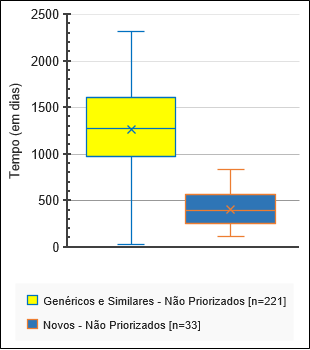 2500
2000
1500
1000
500
0
Tempo (em dias)
Genéricos e Similares - Não Priorizados [n=221]
Novos - Não Priorizados [n=33]